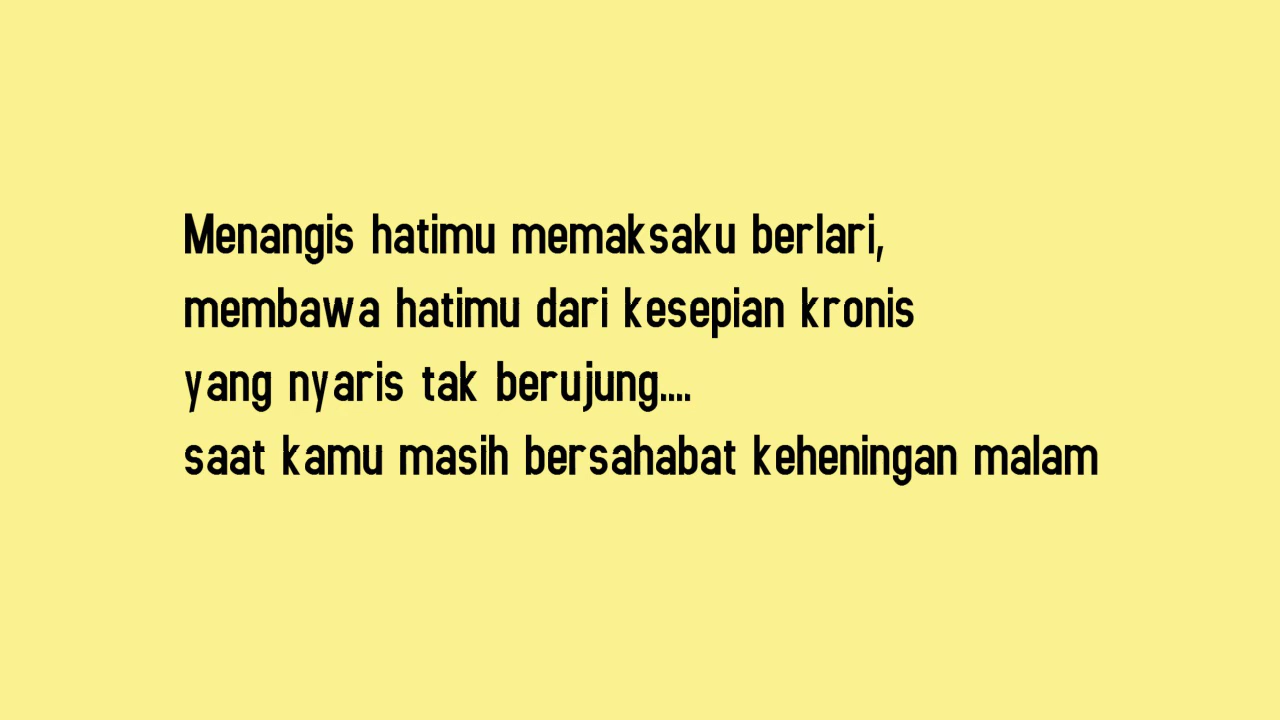 Menangis hatimu memaksaku berlari,
membawa hatimu dari kesepian kronis
yang nyaris tak berujung....
saat kamu masih bersahabat keheningan malam